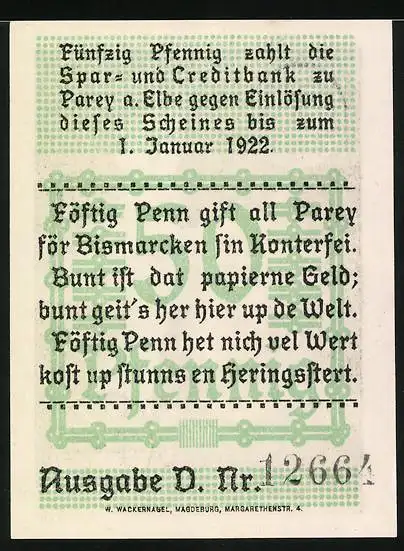 Fünfzig Pfennig zahlt die
Spar- und Creditbank zu
Parey a. Elbe gegen Einlöſung
dieſes Scheines bis zum
1. Januar 1922.
50
Pfennig
Föftig Penn gift all Parey
för Bismarcken ſin Konterfei.
Bunt iſt dat papierne Geld;
bunt geit's her hier up de Welt.
Föftig Penn het nich vel Wert
koſt up ſtunns en Heringsſtert.
Ausgabe D. Nr. 12664
W. WACKERNAGEL, MAGDEBURG, MARGARETHENSTR. 4.